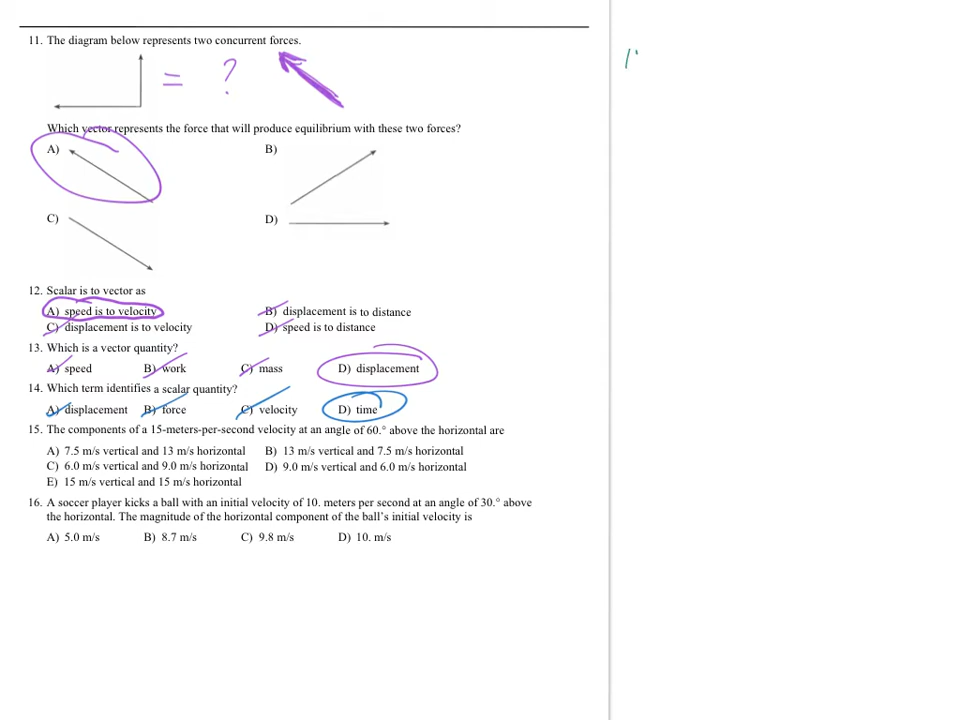 11. The diagram below represents two concurrent forces.
= ?
Which vector represents the force that will produce equilibrium with these two forces?
A) B)
C) D)
12. Scalar is to vector as
A) speed is to velocity B) displacement is to distance
C) displacement is to velocity D) speed is to distance
13. Which is a vector quantity?
A) speed B) work C) mass D) displacement
14. Which term identifies a scalar quantity?
A) displacement B) force C) velocity D) time
15. The components of a 15-meters-per-second velocity at an angle of 60.° above the horizontal are
A) 7.5 m/s vertical and 13 m/s horizontal B) 13 m/s vertical and 7.5 m/s horizontal
C) 6.0 m/s vertical and 9.0 m/s horizontal D) 9.0 m/s vertical and 6.0 m/s horizontal
E) 15 m/s vertical and 15 m/s horizontal
16. A soccer player kicks a ball with an initial velocity of 10. meters per second at an angle of 30.° above
the horizontal. The magnitude of the horizontal component of the ball's initial velocity is
A) 5.0 m/s B) 8.7 m/s C) 9.8 m/s D) 10. m/s